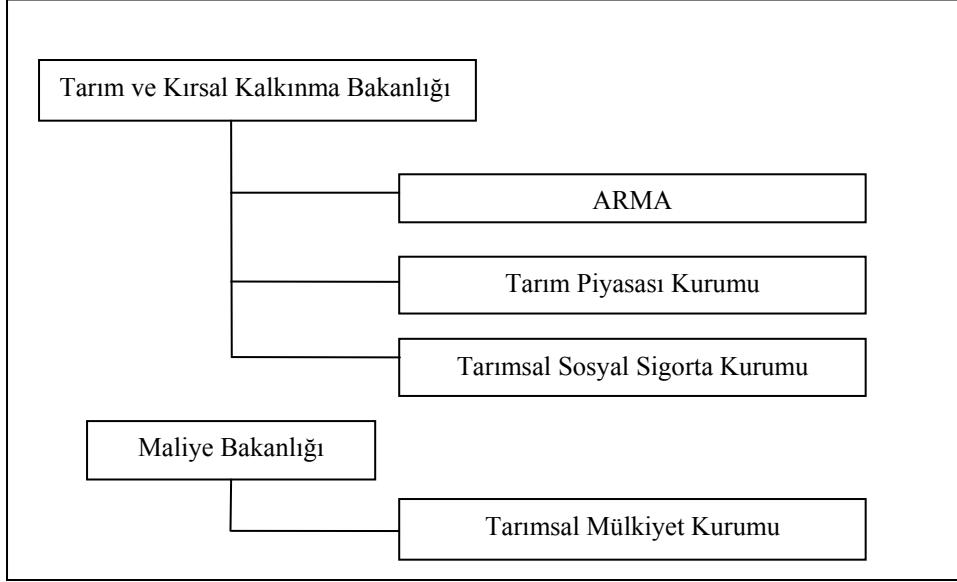 Tarım ve Kırsal Kalkınma Bakanlığı
ARMA
Tarım Piyasası Kurumu
Tarımsal Sosyal Sigorta Kurumu
Maliye Bakanlığı
Tarımsal Mülkiyet Kurumu